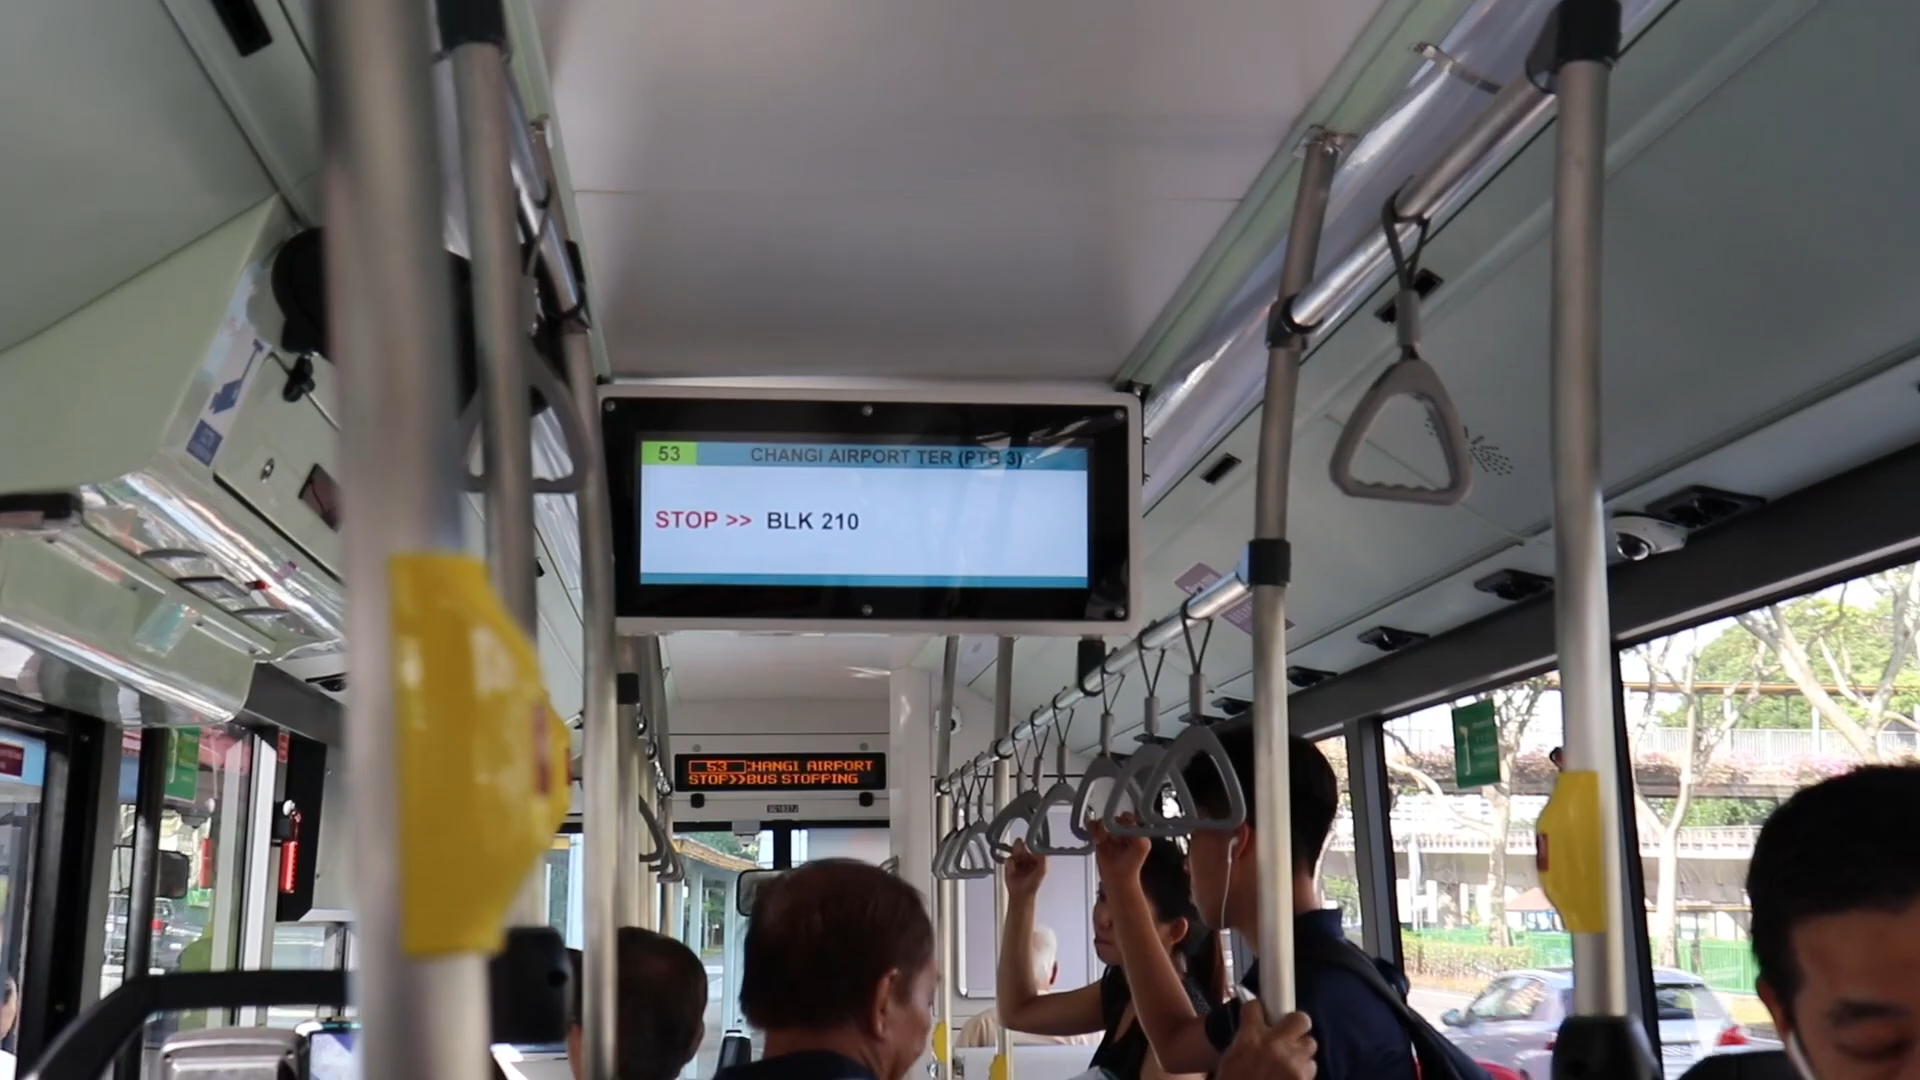 53 CHANGI AIRPORT TER (PTB 3)
STOP >> BLK 210
53 CHANGI AIRPORT
STOP>>BUS STOPPING